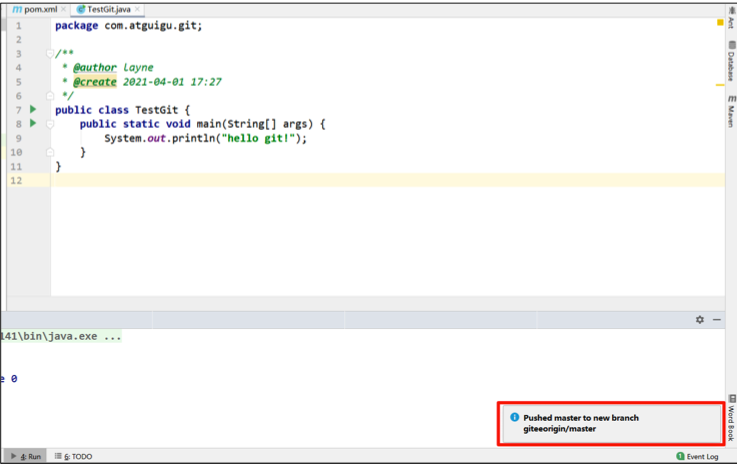 pom.xml
TestGit.java
1 package com.atguigu.git;
2
3 /**
4 * @author Layne
5 * @create 2021-04-01 17:27
6 */
7 public class TestGit {
8 public static void main(String[] args) {
9 System.out.println("hello git!");
10 }
11 }
12
Ant
Database
Maven
141\bin\java.exe ...
e 0
Pushed master to new branch
giteeorigin/master
Word Book
4: Run
6: TODO
1 Event Log